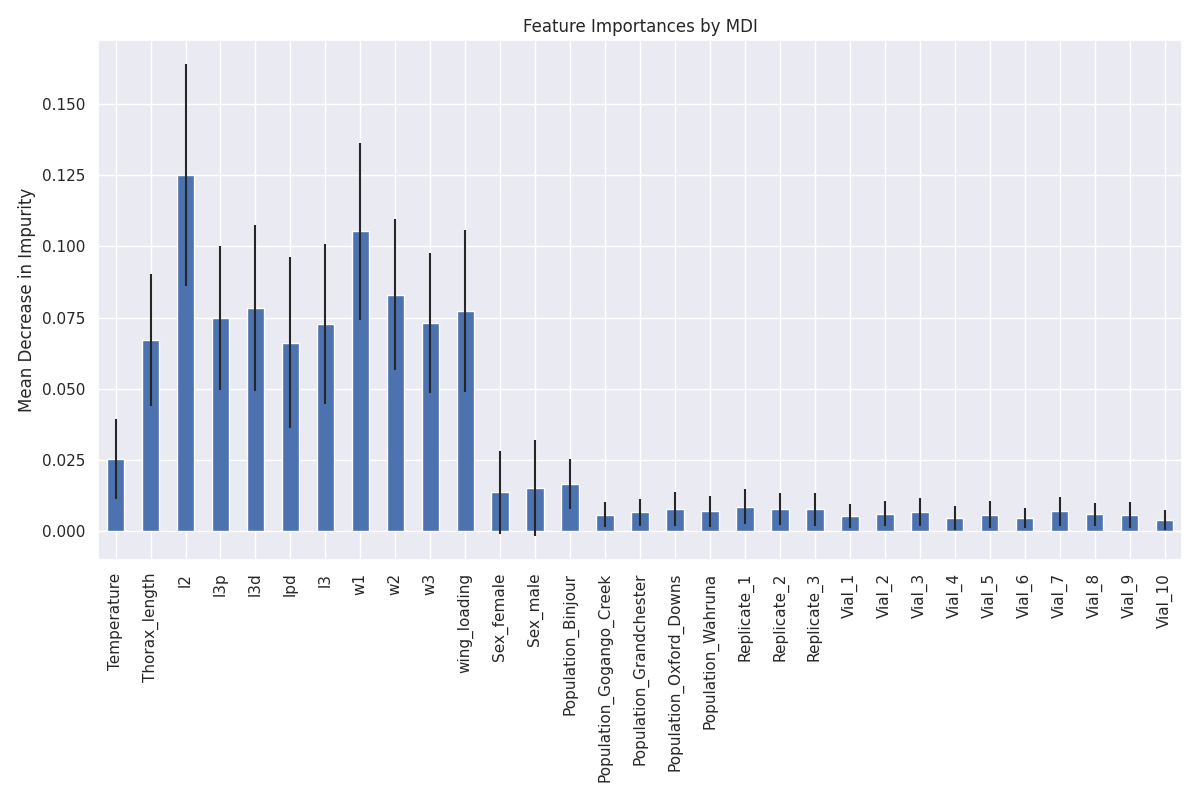 Feature Importances by MDI
Mean Decrease in Impurity
0.150
0.125
0.100
0.075
0.050
0.025
0.000
Temperature
Thorax_length
l2
l3p
l3d
lpd
l3
w1
w2
w3
wing_loading
Sex_female
Sex_male
Population_Binjour
Population_Gogango_Creek
Population_Grandchester
Population_Oxford_Downs
Population_Wahruna
Replicate_1
Replicate_2
Replicate_3
Vial_1
Vial_2
Vial_3
Vial_4
Vial_5
Vial_6
Vial_7
Vial_8
Vial_9
Vial_10